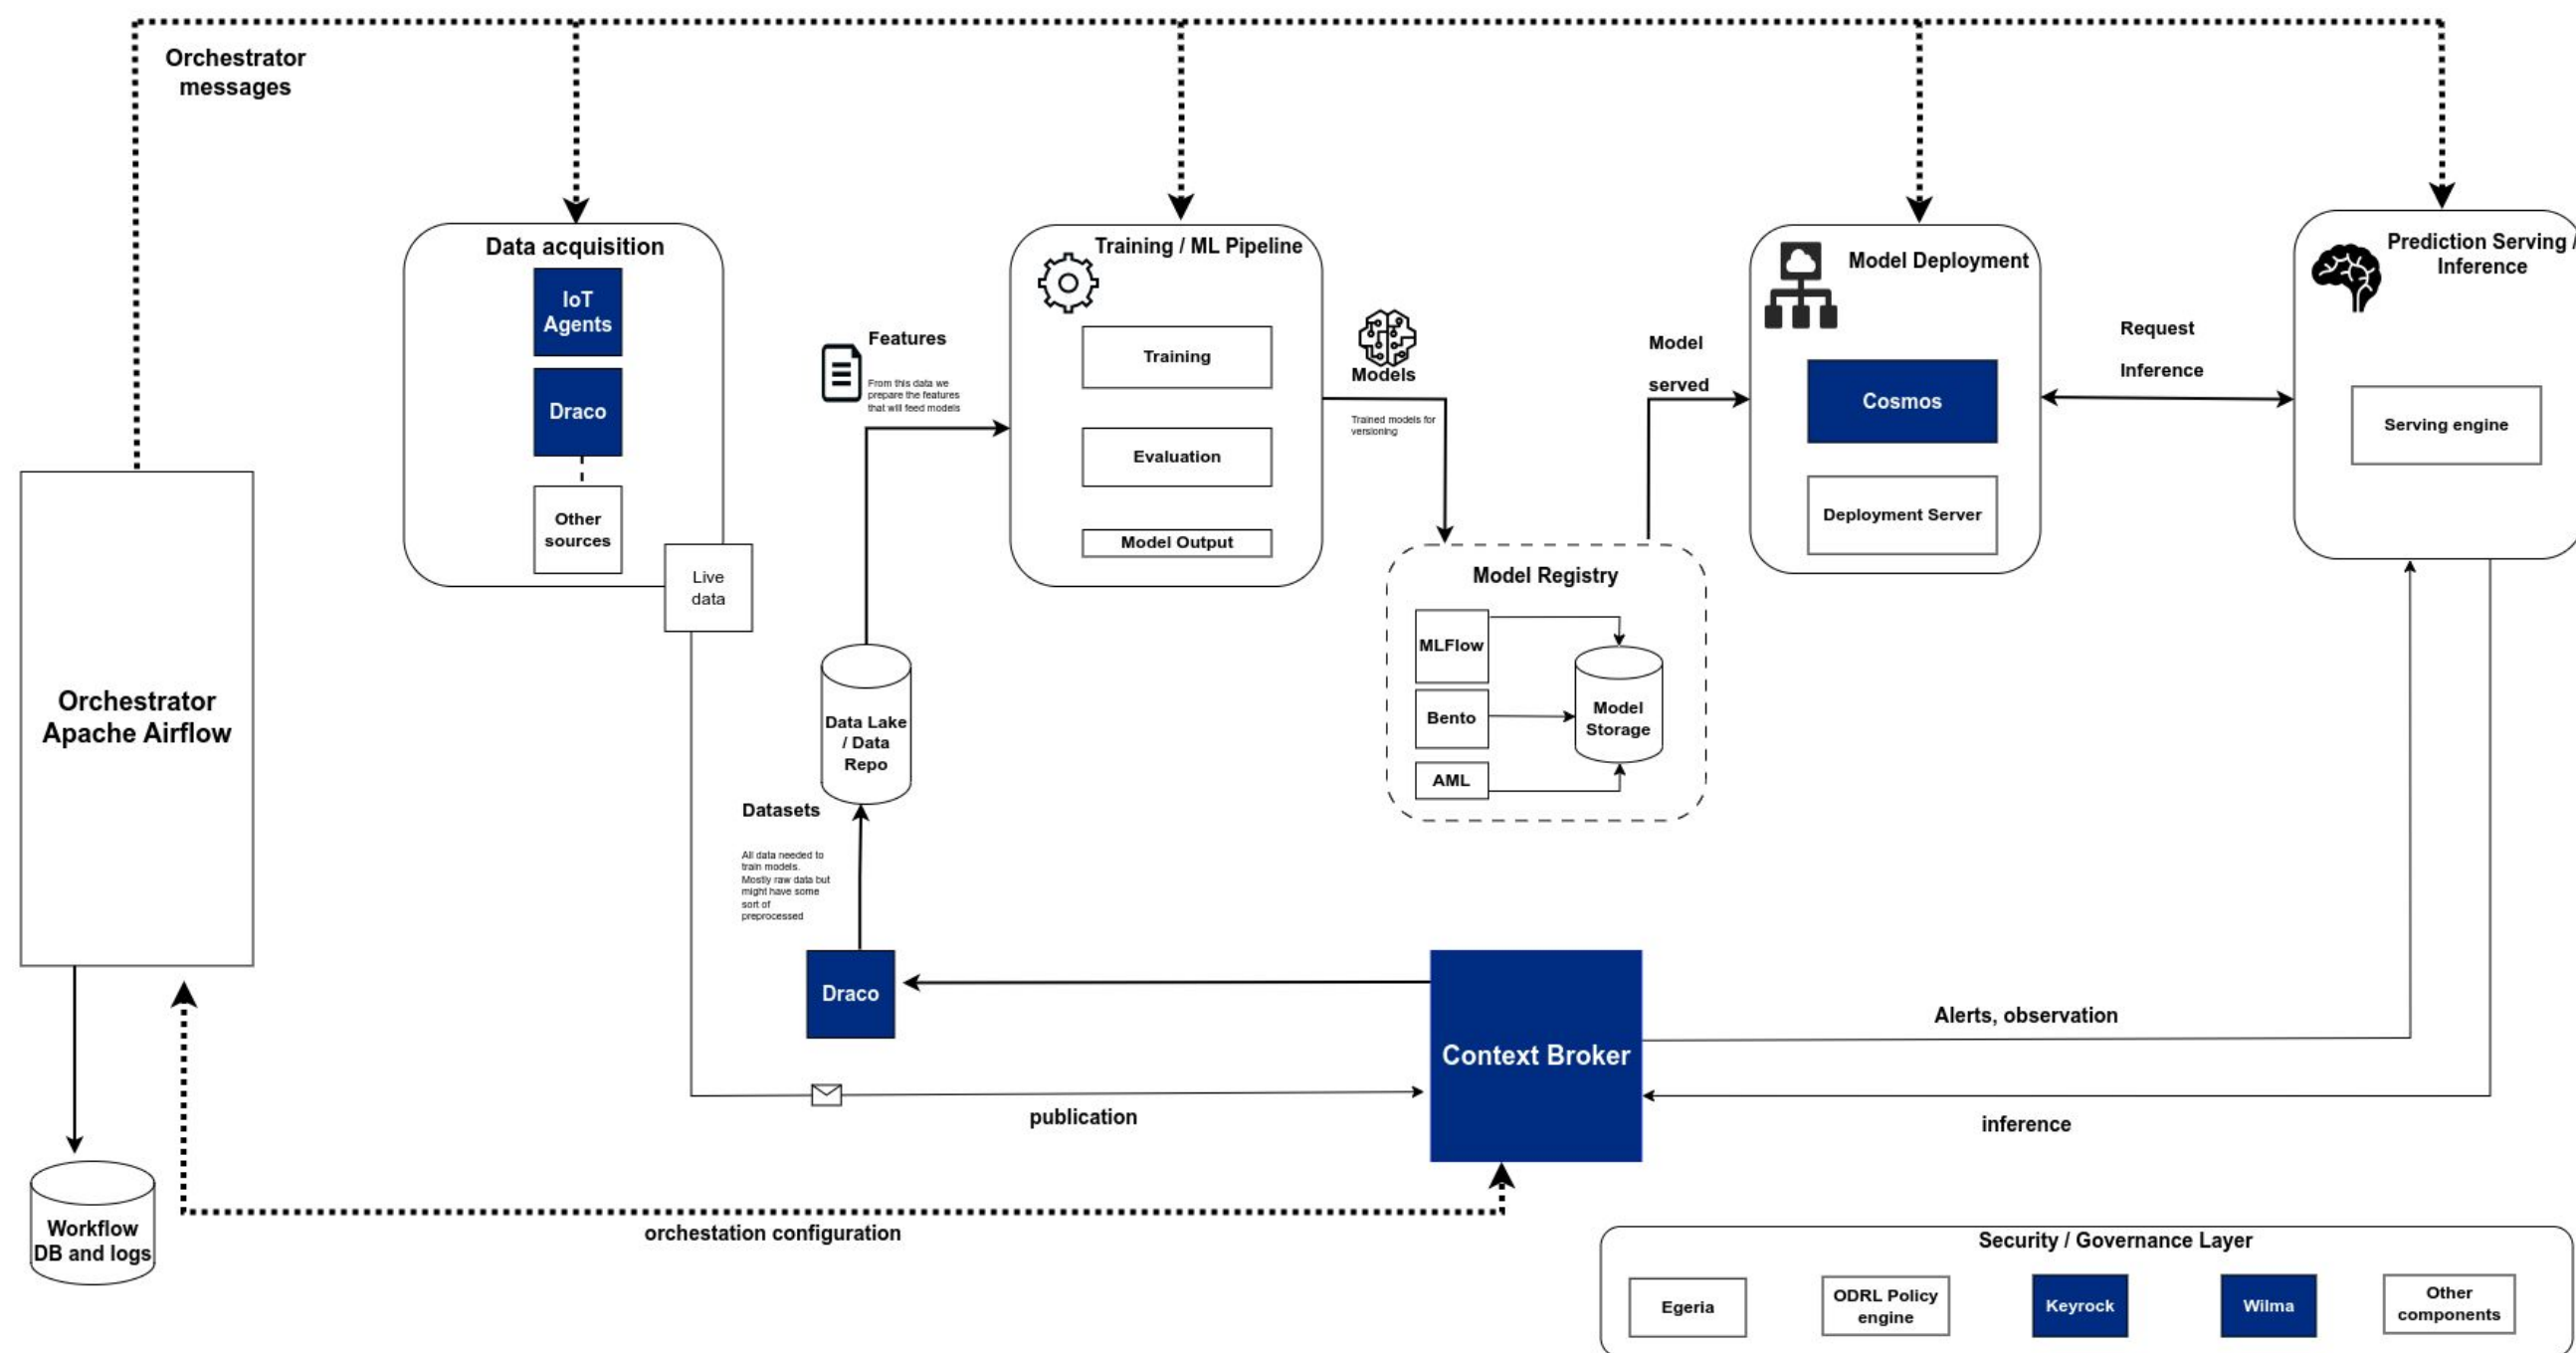 Orchestrator
messages
Data acquisition
IoT
Agents
Draco
Other
sources
Live
data
Features
From this data we
prepare the features
that will feed models
Training / ML Pipeline
Training
Evaluation
Model Output
Models
Trained models for
versioning
Model
served
Model Deployment
Cosmos
Deployment Server
Request
Inference
Prediction Serving /
Inference
Serving engine
Orchestrator
Apache Airflow
Data Lake
/ Data
Repo
Datasets
All data needed to
train models.
Mostly raw data but
might have some
sort of
preprocessed
Model Registry
MLFlow
Bento
AML
Model
Storage
Draco
Context Broker
Alerts, observation
publication
inference
Workflow
DB and logs
orchestation configuration
Security / Governance Layer
Egeria
ODRL Policy
engine
Keyrock
Wilma
Other
components